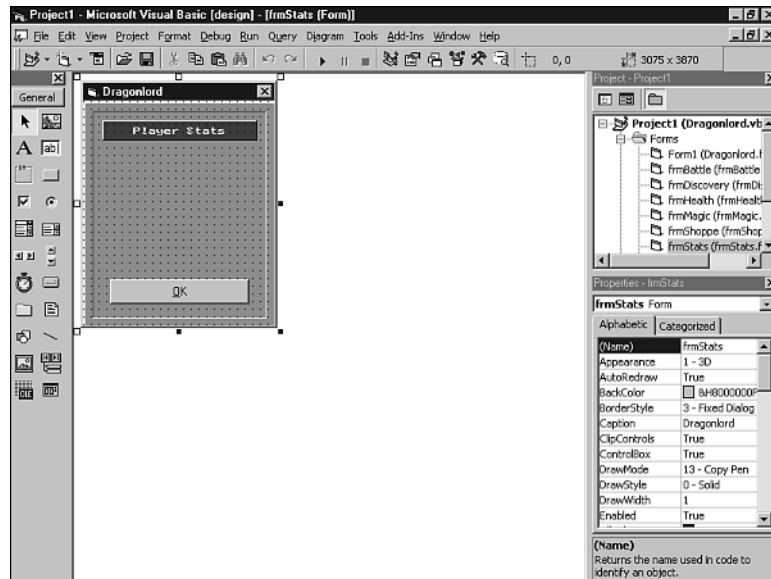 Project1 - Microsoft Visual Basic [design] - [frmStats (Form)]
File Edit View Project Format Debug Run Query Diagram Tools Add-Ins Window Help
0, 0
3075 x 3870
General
A
ab|
Dragonlord
Player Stats
OK
Project - Project1
Project1 (Dragonlord.vb
Forms
Form1 (Dragonlord.f
frmBattle (frmBattle
frmDiscovery (frmDi
frmHealth (frmHealt
frmMagic (frmMagic.
frmShoppe (frmShop
frmStats (frmStats.f
Properties - frmStats
frmStats Form
Alphabetic Categorized
(Name) frmStats
Appearance 1 - 3D
AutoRedraw True
BackColor &H8000000F
BorderStyle 3 - Fixed Dialog
Caption Dragonlord
ClipControls True
ControlBox True
DrawMode 13 - Copy Pen
DrawStyle 0 - Solid
DrawWidth 1
Enabled True
(Name)
Returns the name used in code to
identify an object.